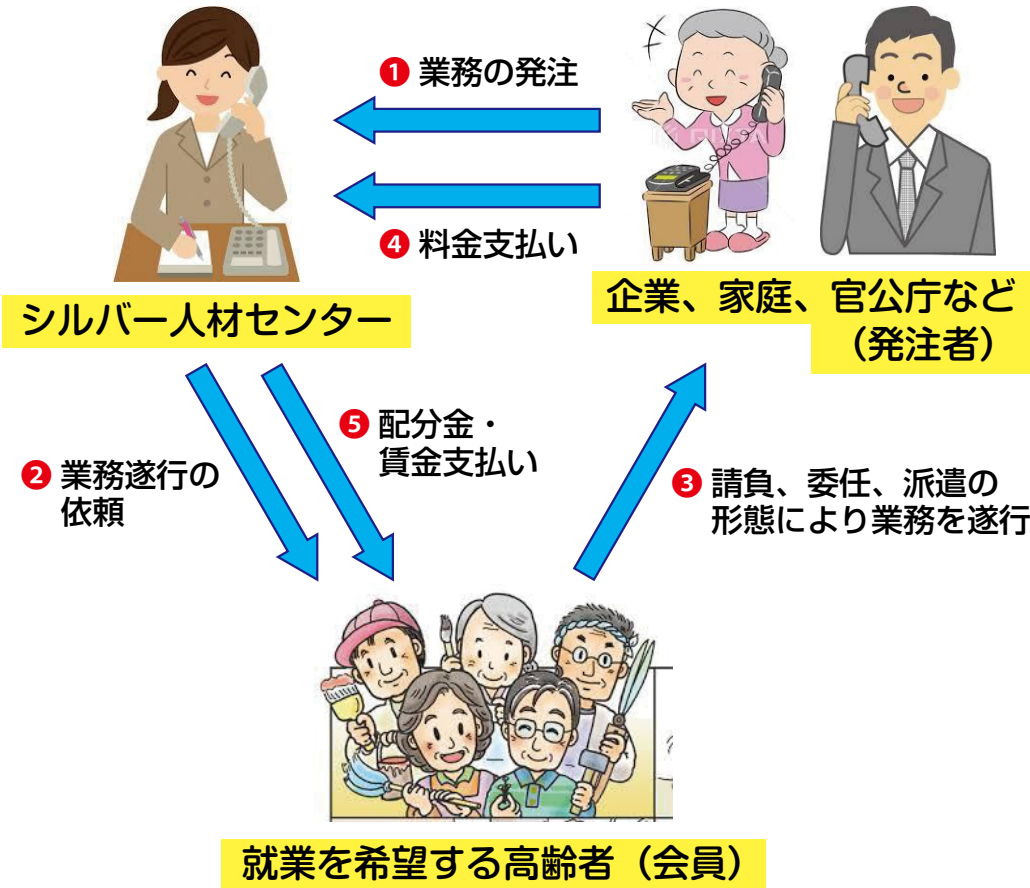 ❶ 業務の発注
❹ 料金支払い
シルバー人材センター
企業、家庭、官公庁など
（発注者）
❷ 業務遂行の
依頼
❺ 配分金・
賃金支払い
❸ 請負、委任、派遣の
形態により業務を遂行
就業を希望する高齢者（会員）